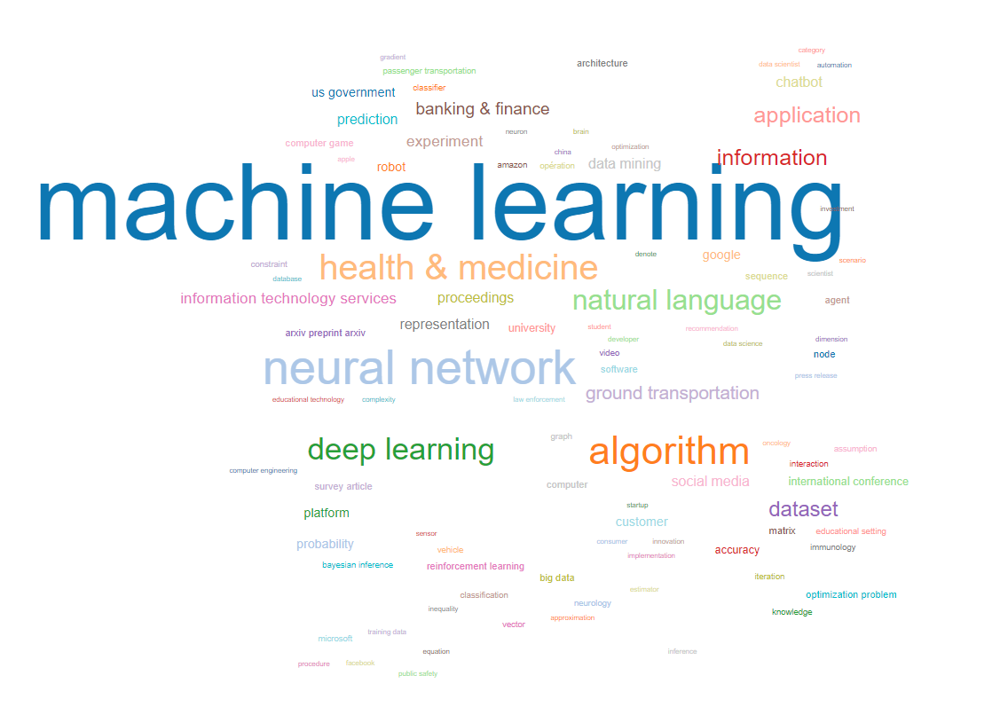 category
gradient
architecture
data scientist
automation
passenger transportation
chatbot
us government
classifier
banking & finance
application
prediction
neuron
brain
computer game
experiment
optimization
china
apple
robot
amazon
opération
data mining
information
machine learning
investment
denote
google
scenario
constraint
health & medicine
database
sequence
scientist
information technology services
proceedings
natural language
agent
representation
university
student
recommendation
arxiv preprint arxiv
developer
data science
dimension
video
node
neural network
software
press release
ground transportation
educational technology
complexity
law enforcement
graph
oncology
deep learning
algorithm
assumption
interaction
computer engineering
survey article
computer
social media
international conference
startup
dataset
platform
customer
sensor
matrix
educational setting
probability
consumer
innovation
vehicle
accuracy
immunology
implementation
bayesian inference
reinforcement learning
big data
iteration
estimator
classification
optimization problem
neurology
inequality
knowledge
approximation
vector
training data
microsoft
equation
inference
procedure
facebook
public safely